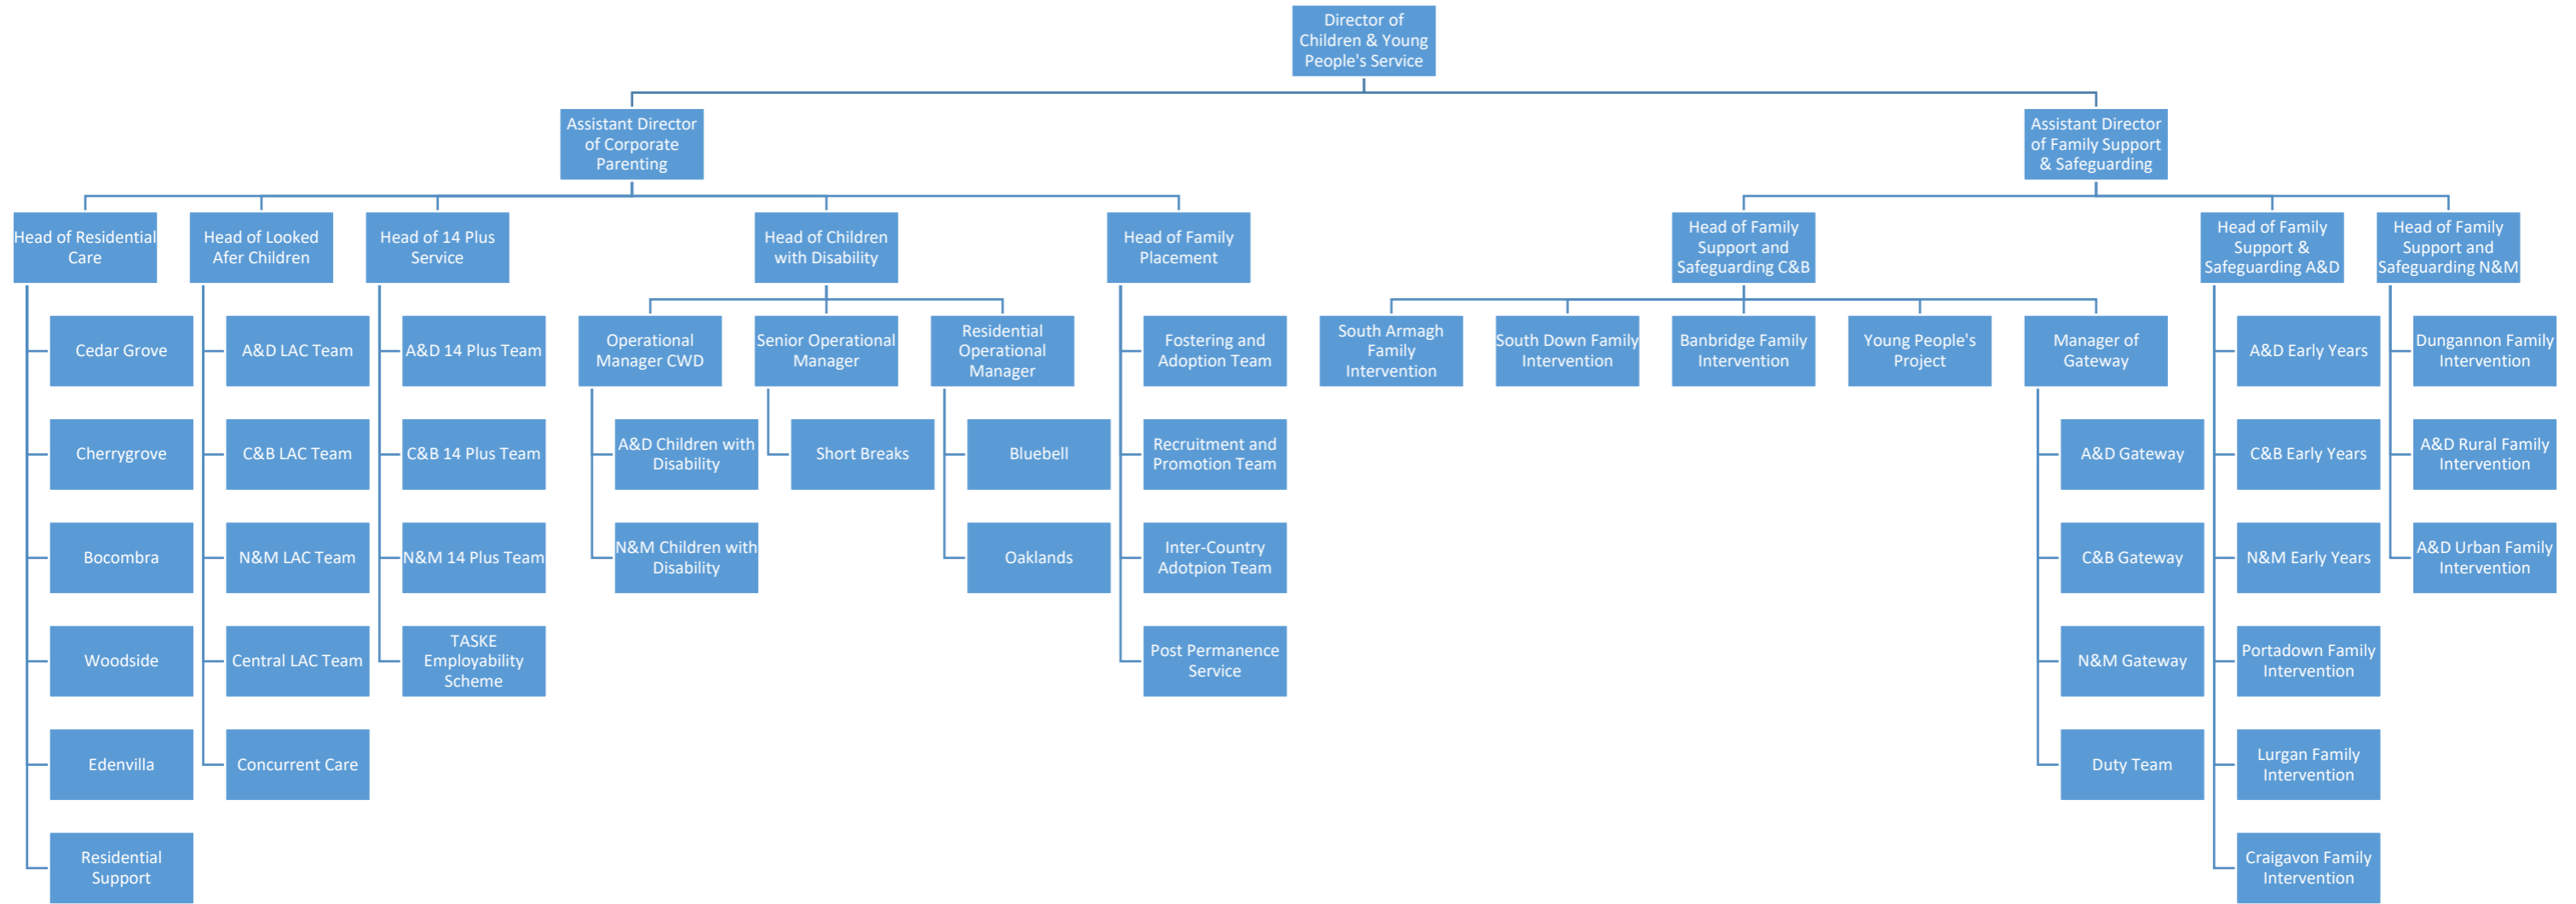 Director of
Children & Young
People's Service
Assistant Director
of Corporate
Parenting
Assistant Director
of Family Support
& Safeguarding
Head of Residential
Care
Head of Looked
Afer Children
Head of 14 Plus
Service
Head of Children
with Disability
Head of Family
Placement
Head of Family
Support and
Safeguarding C&B
Head of Family
Support &
Safeguarding A&D
Head of Family
Support and
Safeguarding N&M
Cedar Grove
Cherrygrove
Bocombra
Woodside
Edenvilla
Residential
Support
A&D LAC Team
C&B LAC Team
N&M LAC Team
Central LAC Team
Concurrent Care
A&D 14 Plus Team
C&B 14 Plus Team
N&M 14 Plus Team
TASKE
Employability
Scheme
Operational
Manager CWD
A&D Children with
Disability
N&M Children with
Disability
Senior Operational
Manager
Short Breaks
Residential
Operational
Manager
Bluebell
Oaklands
Fostering and
Adoption Team
Recruitment and
Promotion Team
Inter-Country
Adotpion Team
Post Permanence
Service
South Armagh
Family
Intervention
South Down Family
Intervention
Banbridge Family
Intervention
Young People's
Project
Manager of
Gateway
A&D Gateway
C&B Gateway
N&M Gateway
Duty Team
A&D Early Years
C&B Early Years
N&M Early Years
Portadown Family
Intervention
Lurgan Family
Intervention
Craigavon Family
Intervention
Dungannon Family
Intervention
A&D Rural Family
Intervention
A&D Urban Family
Intervention